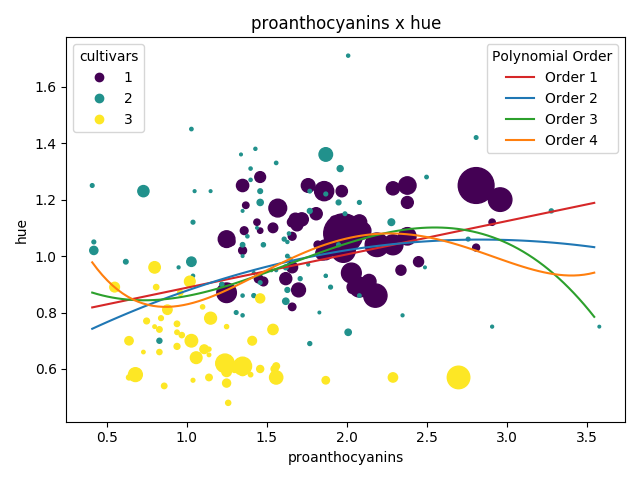 proanthocyanins x hue
cultivars
1
2
3
Polynomial Order
Order 1
Order 2
Order 3
Order 4
hue
1.6
1.4
1.2
1.0
0.8
0.6
0.5 1.0 1.5 2.0 2.5 3.0 3.5
proanthocyanins